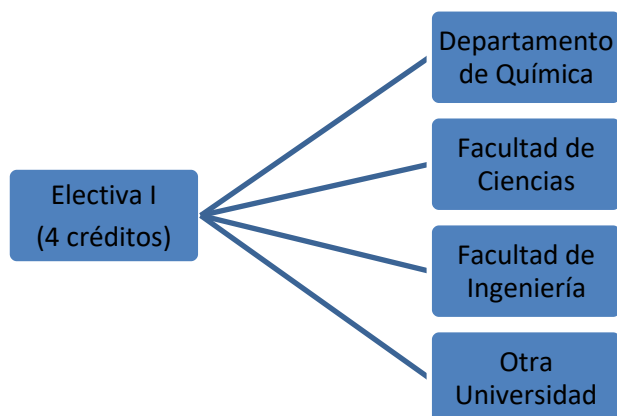 Departamento
de Química
Facultad de
Ciencias
Electiva I
(4 créditos)
Facultad de
Ingeniería
Otra
Universidad